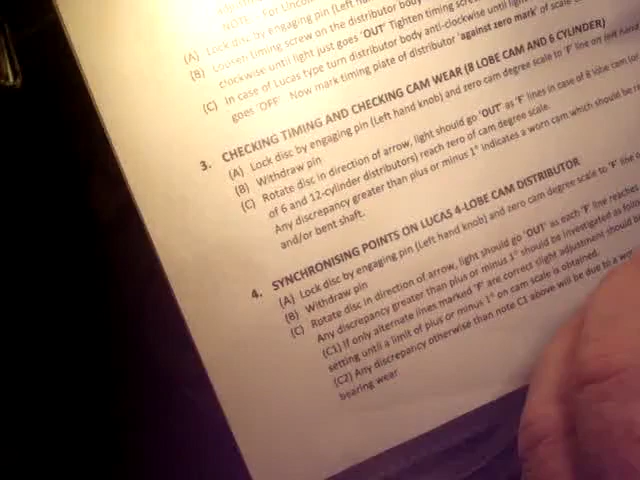 NOTE. For Lincoln
(A) Lock disc by engaging pin (Left
(B) Loosen timing screw on the distributor body
clockwise until light just goes 'OUT' Tighten timing screw
(C) In case of Lucas type turn distributor body anti-clockwise until light
goes 'OFF' Now mark timing plate of distributor 'against zero mark' of scale
3. CHECKING TIMING AND CHECKING CAM WEAR (8 LOBE CAM AND 6 CYLINDER)
(A) Lock disc by engaging pin (Left hand knob) and zero cam degree scale to 'F' line on left hand
(B) Withdraw pin
(C) Rotate disc in direction of arrow, light should go 'OUT' as 'F' lines in case of 8 lobe cam (or
of 6 and 12-cylinder distributors) reach zero of cam degree scale.
Any discrepancy greater than plus or minus 1° indicates a worn cam which should be
and/or bent shaft.
4. SYNCHRONISING POINTS ON LUCAS 4-LOBE CAM DISTRIBUTOR
(A) Lock disc by engaging pin (Left hand knob) and zero cam degree scale to 'F' line
(B) Withdraw pin
(C) Rotate disc in direction of arrow, light should go 'OUT' as each 'F' line reaches
Any discrepancy greater than plus or minus 1° should be investigated as
(C1) If only alternate lines marked 'F' are correct slight adjustment should
setting until a limit of plus or minus 1° on cam scale is obtained.
(C2) Any discrepancy otherwise than note C1 above will be due to a
bearing wear